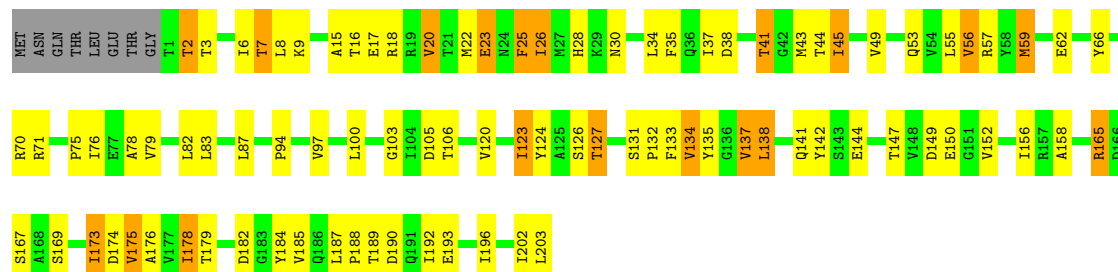 MET ASN GLN THR LEU GLU THR GLY T1 T2 T3 I6 T7 L8 K9 A15 T16 E17 R18 R19 V20 T21 M22 E23 N24 F25 I26 M27 H28 K29 N30 L34 F35 Q36 I37 D38 T41 G42 M43 T44 I45 V49 Q53 V54 L55 V56 R57 Y58 M59 E62 Y66
R70 R71 P75 I76 E77 A78 V79 L82 L83 L87 P94 V97 L100 G103 I104 D105 T106 V120 I123 Y124 A125 S126 T127 S131 P132 F133 V134 Y135 G136 V137 L138 Q141 Y142 S143 E144 T147 V148 D149 E150 G151 V152 I156 R157 A158 R165
S167 A168 S169 I173 D174 V175 A176 V177 I178 T179 D182 G183 Y184 V185 Q186 L187 P188 T189 D190 Q191 I192 E193 I196 I202 L203